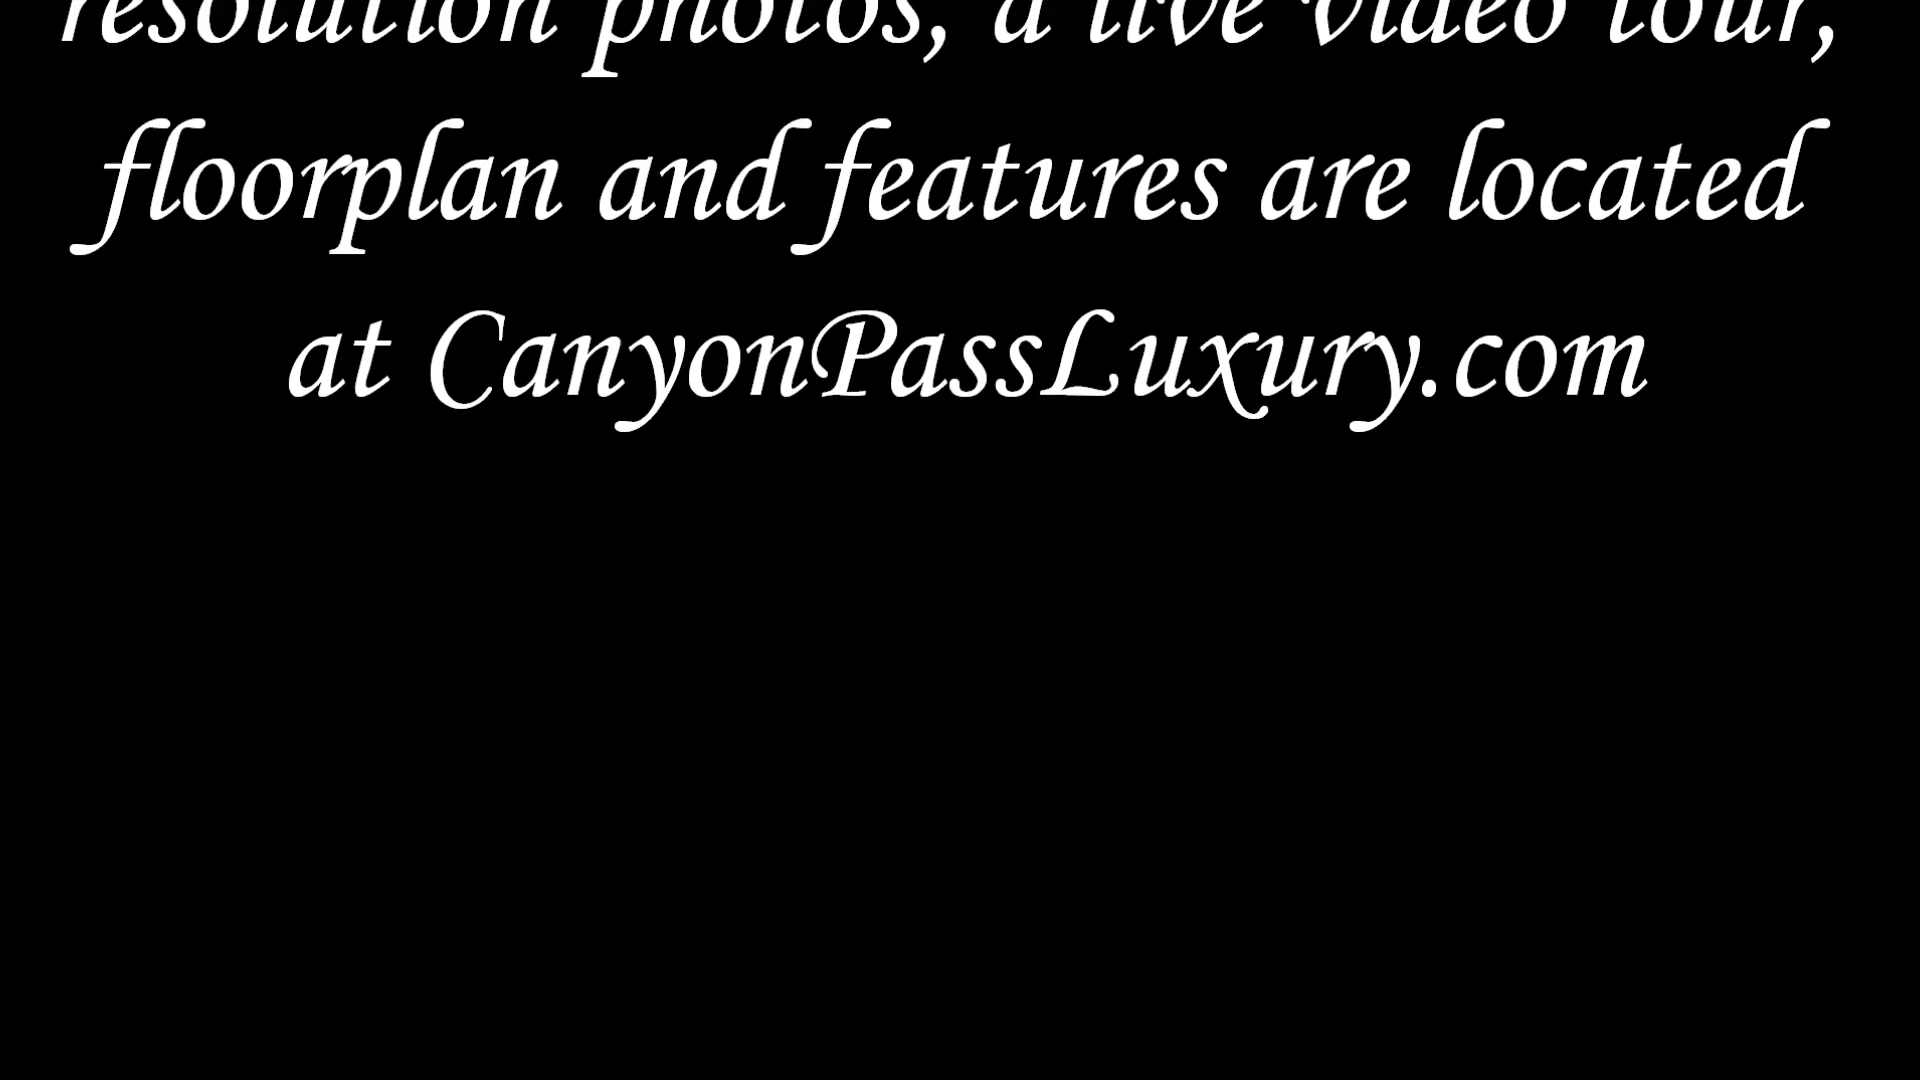 resolution photos, a live video tour,
floorplan and features are located
at CanyonPassLuxury.com